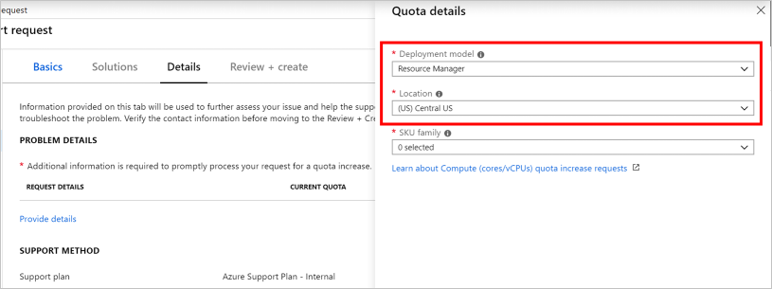 request
rt request
Basics
Solutions
Details
Review + create
Information provided on this tab will be used to further assess your issue and help the suppo
troubleshoot the problem. Verify the contact information before moving to the Review + Cre
PROBLEM DETAILS
* Additional information is required to promptly process your request for a quota increase.
REQUEST DETAILS
CURRENT QUOTA
Provide details
SUPPORT METHOD
Support plan
Azure Support Plan - Internal
Quota details
* Deployment model
Resource Manager
* Location
(US) Central US
* SKU family
0 selected
Learn about Compute (cores/vCPUs) quota increase requests